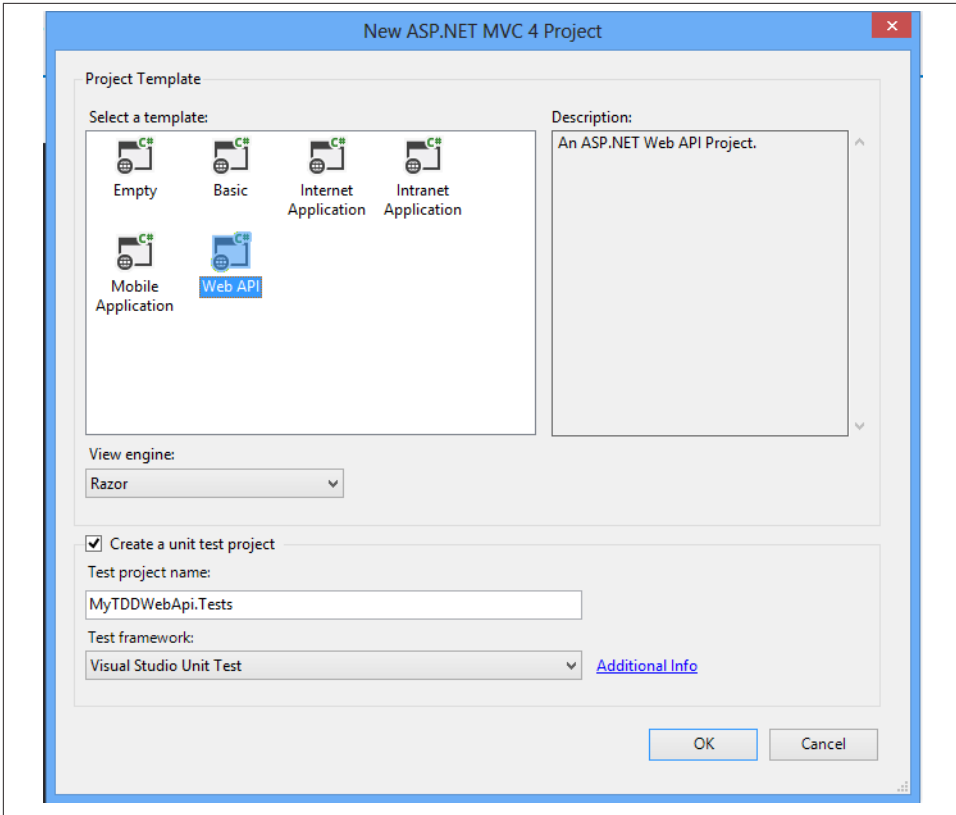 New ASP.NET MVC 4 Project
Project Template
Select a template:
Description:
C# C# C# C#
Empty
Basic
Internet Application
Intranet Application
C# C#
Mobile Application
Web API
An ASP.NET Web API Project.
View engine:
Razor
Create a unit test project
Test project name:
MyTDDWebApi.Tests
Test framework:
Visual Studio Unit Test
Additional Info
OK
Cancel